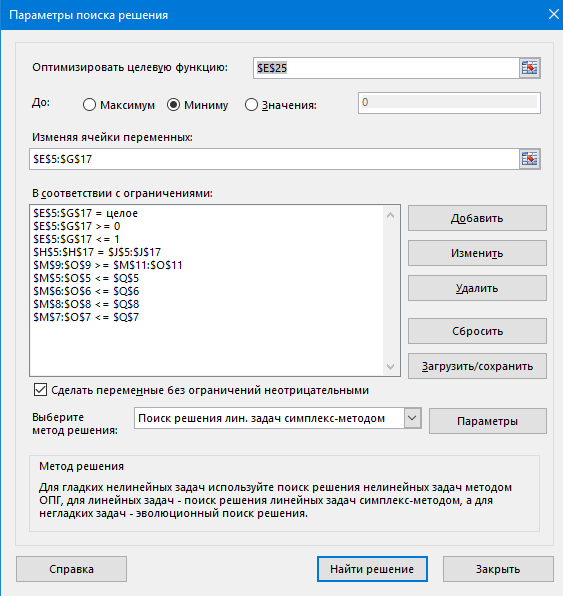 Параметры поиска решения
Оптимизировать целевую функцию:
$E$25
До:
Максимум
Миниму
Значения:
0
Изменяя ячейки переменных:
$E$5:$G$17
В соответствии с ограничениями:
$E$5:$G$17 = целое
$E$5:$G$17 >= 0
$E$5:$G$17 <= 1
$H$5:$H$17 = $J$5:$J$17
$M$9:$O$9 >= $M$11:$O$11
$M$5:$O$5 <= $Q$5
$M$6:$O$6 <= $Q$6
$M$8:$O$8 <= $Q$8
$M$7:$O$7 <= $Q$7
Добавить
Изменить
Удалить
Сбросить
Загрузить/сохранить
Сделать переменные без ограничений неотрицательными
Выберите
метод решения:
Поиск решения лин. задач симплекс-методом
Параметры
Метод решения
Для гладких нелинейных задач используйте поиск решения нелинейных задач методом
ОПГ, для линейных задач - поиск решения линейных задач симплекс-методом, а для
негладких задач - эволюционный поиск решения.
Справка
Найти решение
Закрыть